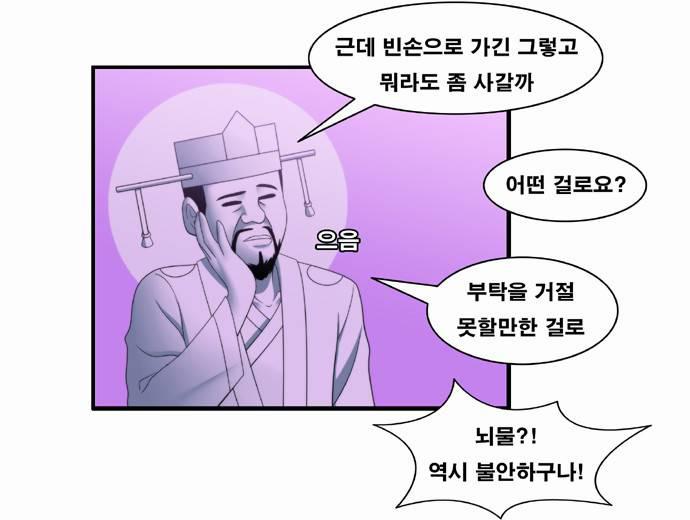 근데 빈손으로 가긴 그렇고
뭐라도 좀 사갈까
어떤 걸로요?
으음
부탁을 거절
못할만한 걸로
뇌물?!
역시 불안하구나!